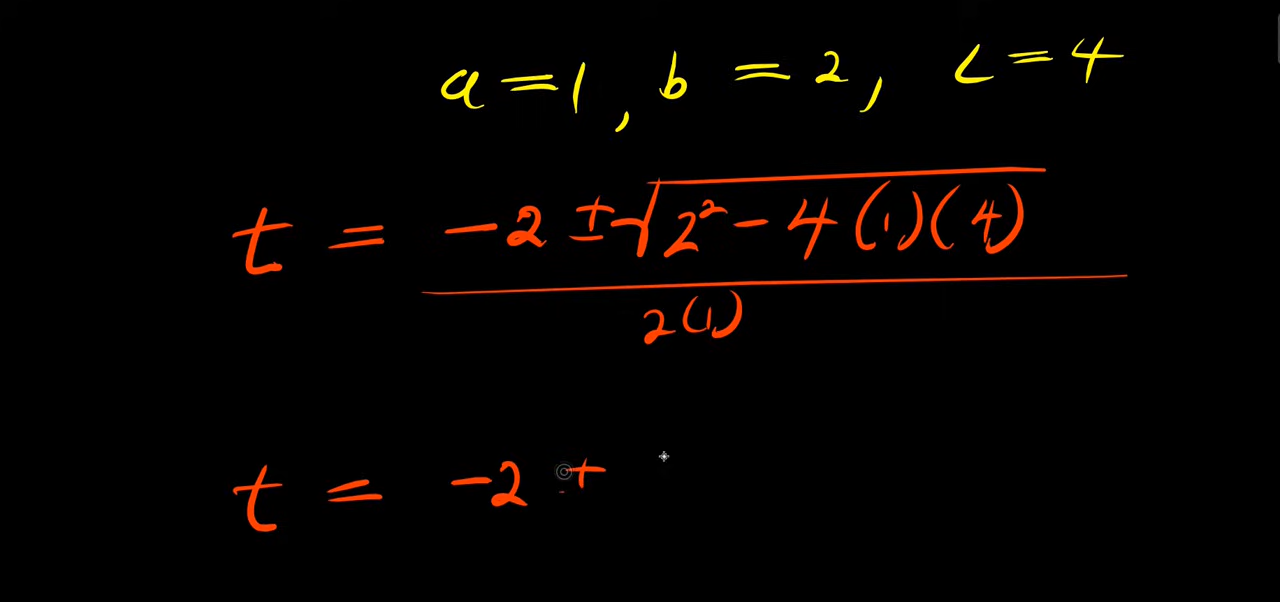 a = 1, b = 2, c = 4
t = -2 ± √2² - 4(1)(4)
2(1)
t = -2 ±